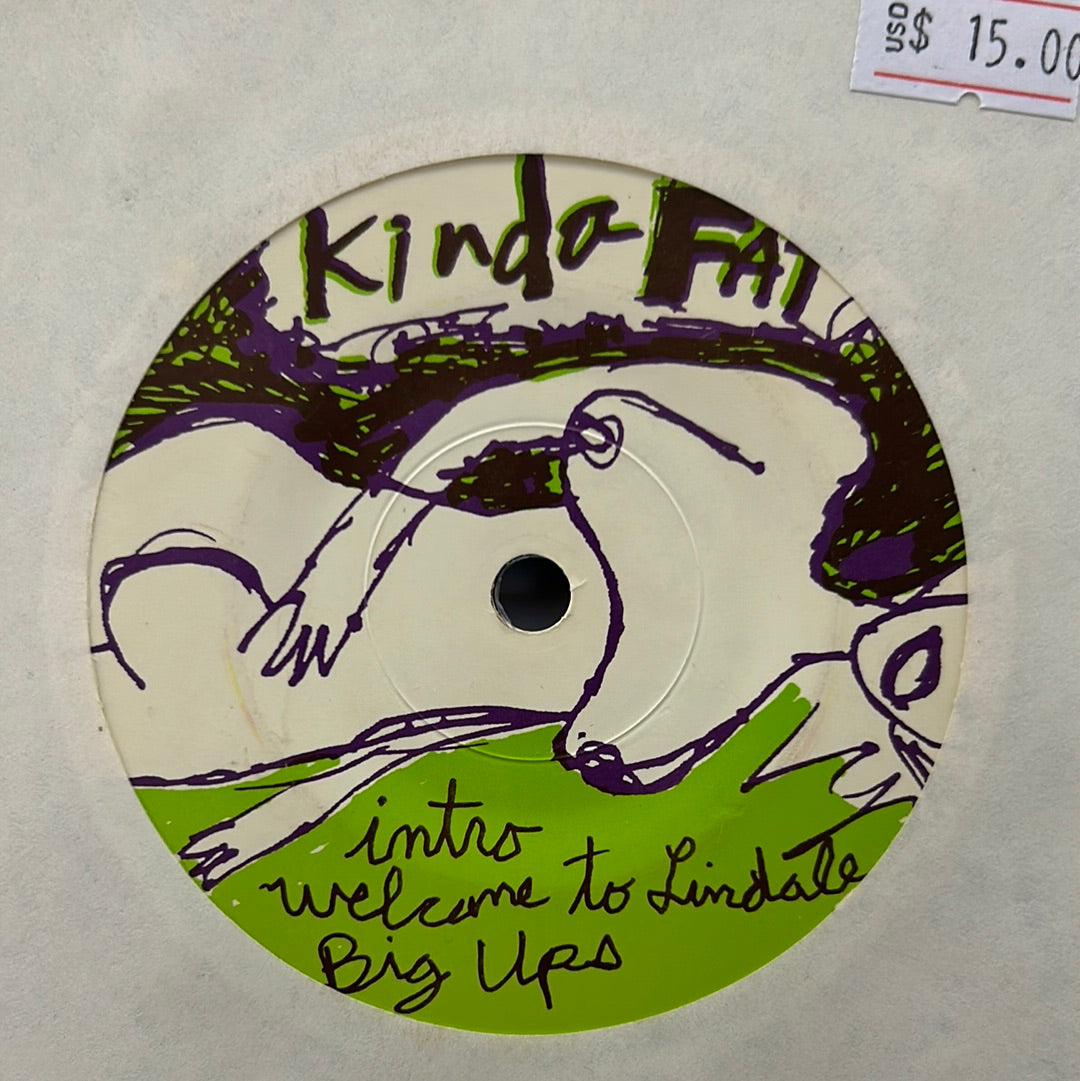 USD $ 15.00
Kinda FAT
intro
welcome to Lindale
Big Ups